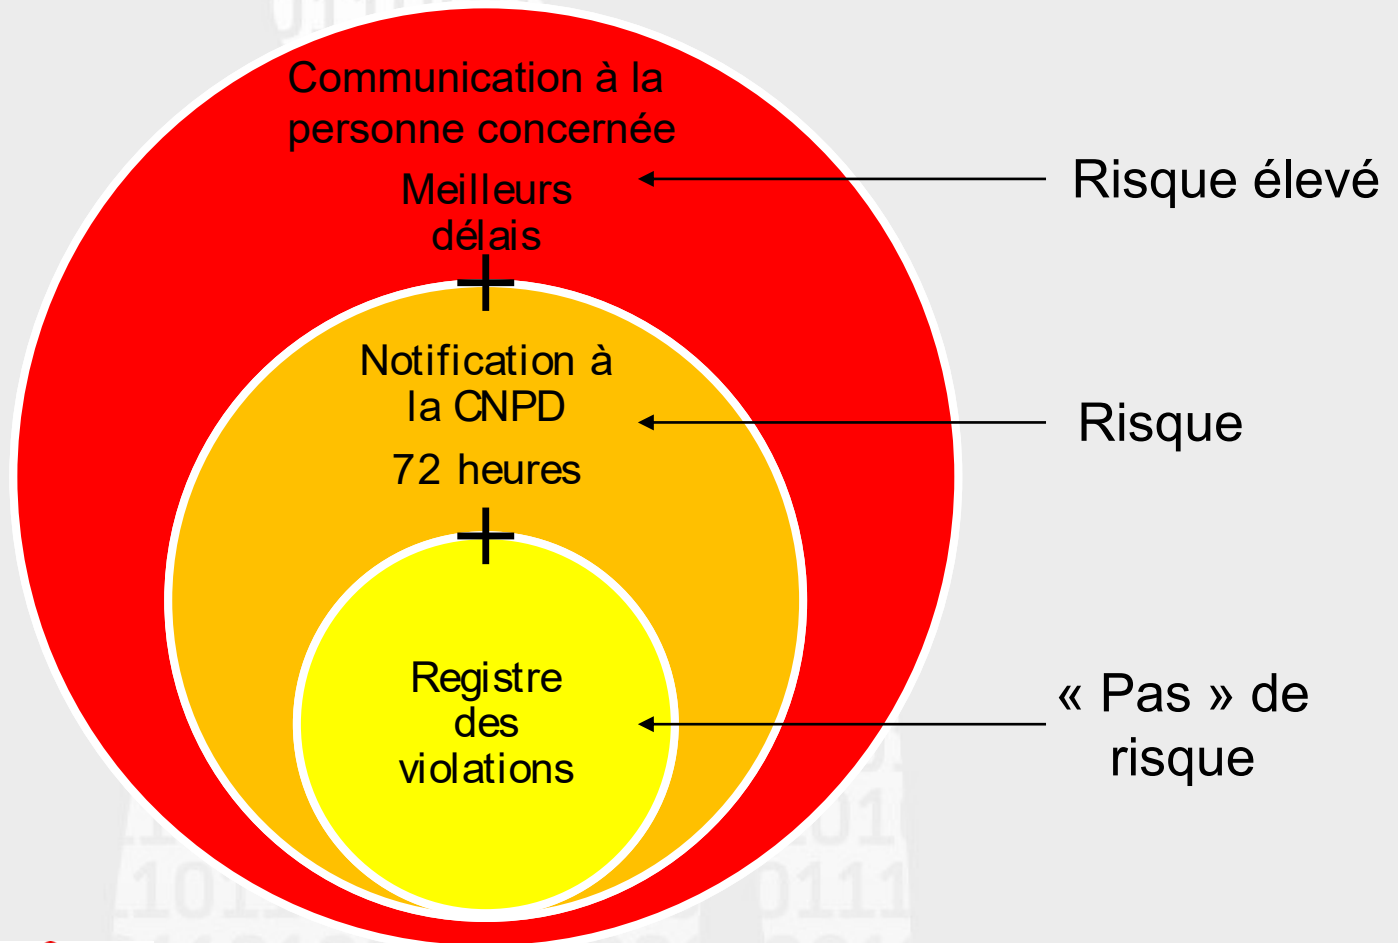 Communication à la
personne concernée
Meilleurs
délais
Risque élevé
Notification à
la CNPD
72 heures
Risque
Registre
des
violations
« Pas » de
risque